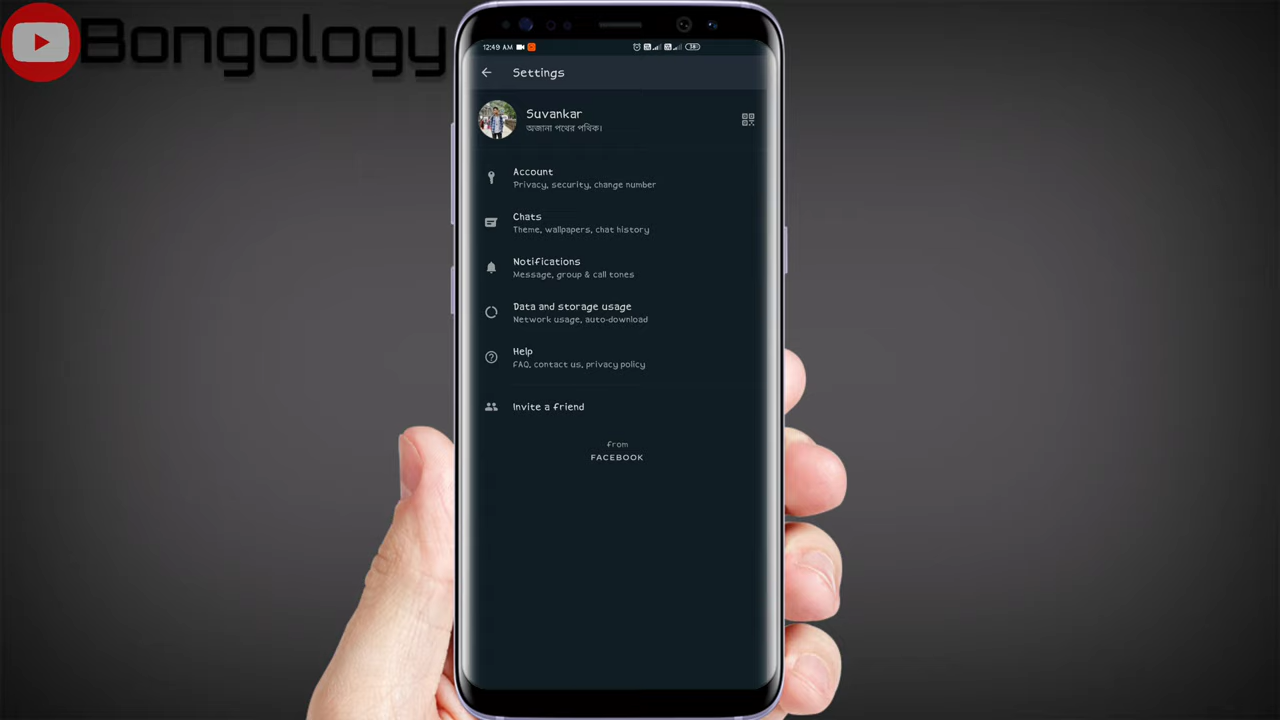 Bongology
12:49 AM
Settings
Suvankar
অজানা পথের পথিক।
Account
Privacy, security, change number
Chats
Theme, wallpapers, chat history
Notifications
Message, group & call tones
Data and storage usage
Network usage, auto-download
Help
FAQ, contact us, privacy policy
Invite a friend
from
FACEBOOK